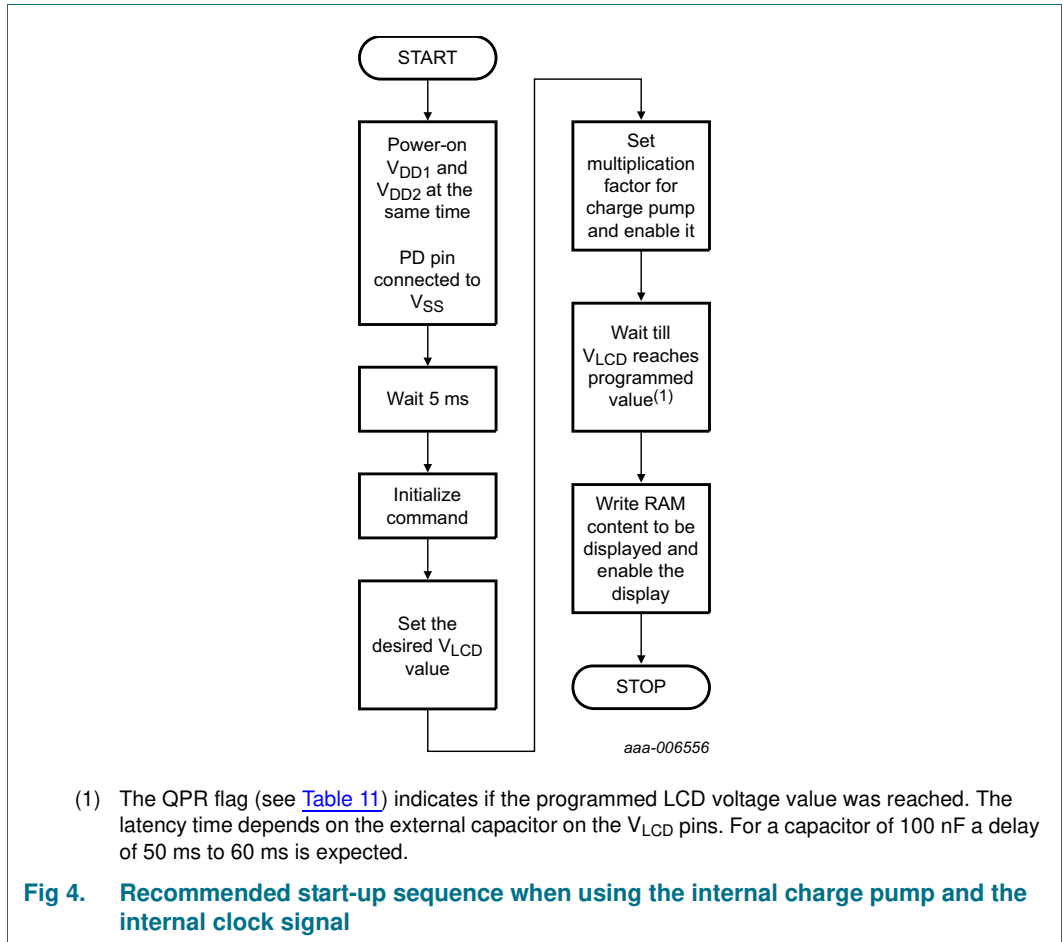 START
Power-on
VDD1 and
VDD2 at the
same time
PD pin
connected to
VSS
Wait 5 ms
Initialize
command
Set the
desired VLCD
value
Set
multiplication
factor for
charge pump
and enable it
Wait till
VLCD reaches
programmed
value(1)
Write RAM
content to be
displayed and
enable the
display
STOP
aaa-006556
(1) The QPR flag (see Table 11) indicates if the programmed LCD voltage value was reached. The
latency time depends on the external capacitor on the VLCD pins. For a capacitor of 100 nF a delay
of 50 ms to 60 ms is expected.
Fig 4. Recommended start-up sequence when using the internal charge pump and the
internal clock signal